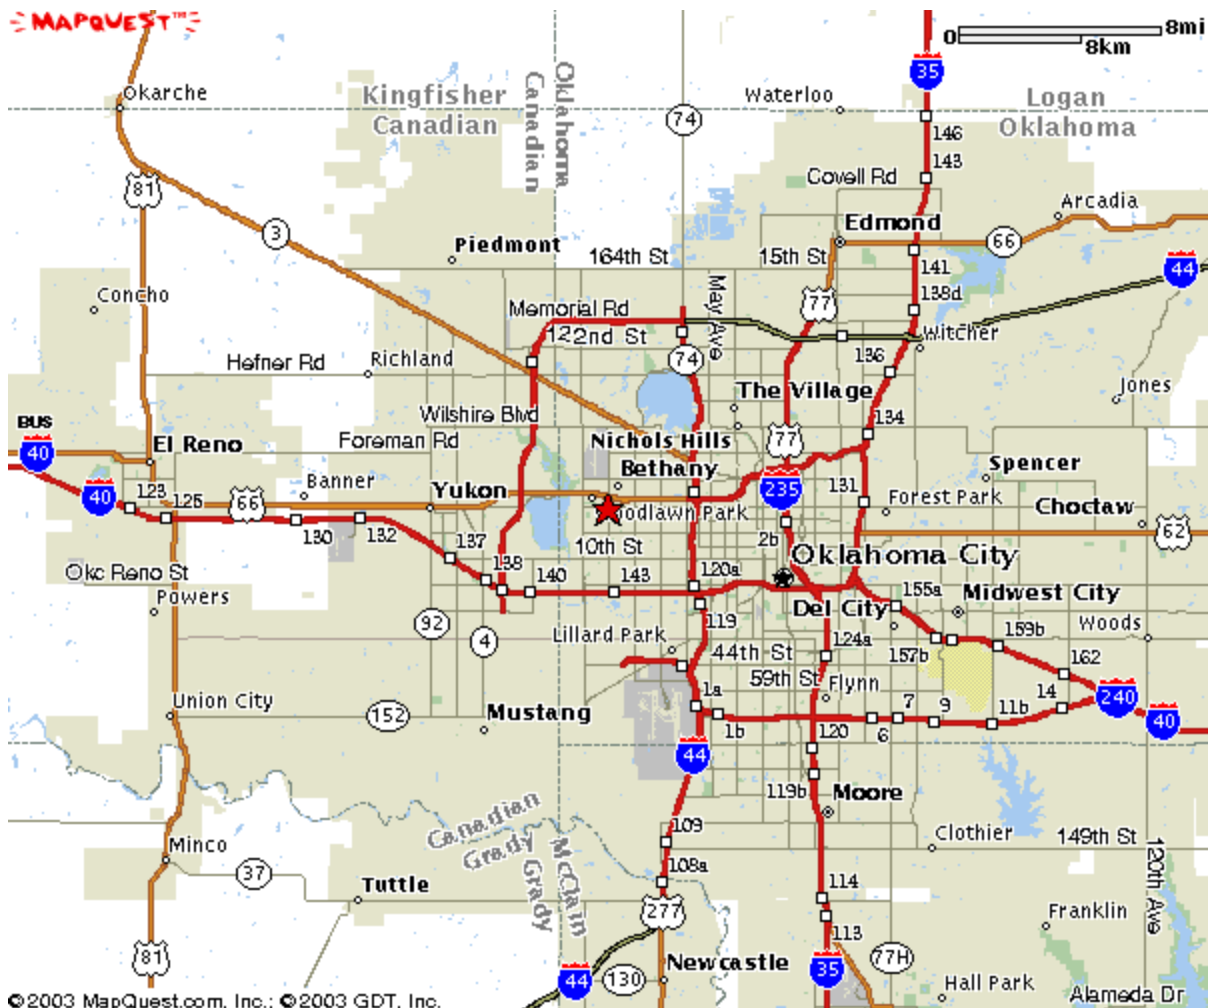 MAPQUEST™
0 8mi
8km
35
Okarche
Kingfisher
Canadian
Oklahoma
Canadian
74
Waterloo
Logan
Oklahoma
146
143
Covell Rd
81
Arcadia
3
Edmond
66
Piedmont
164th St
15th St
141
44
Concho
May Ave
77
138d
Memorial Rd
122nd St
Witcher
Hefner Rd
Richland
74
136
The Village
Jones
BUS
40
Wilshire Blvd
134
El Reno
Foreman Rd
Nichols Hills
77
Bethany
Spencer
40
123
125
66
Banner
Yukon
235
131
Forest Park
Choctaw
odlawn Park
130
132
137
10th St
2b
62
Oklahoma City
Okc Reno St
138
140
143
120a
155a
Powers
Midwest City
92
4
119
Del City
Lillard Park
44th St
124a
157b
159b
Woods
59th St
162
Union City
1a
Flynn
7
9
14
240
152
Mustang
1b
120
6
11b
40
44
119b
Moore
Canadian
Grady
McClain
Grady
109
Clothier
149th St
Minco
37
Tuttle
108a
120th Ave
114
277
113
Franklin
81
Newcastle
77H
44
130
35
Hall Park
Alameda Dr
©2003 MapQuest.com, Inc.; ©2003 GDT, Inc.